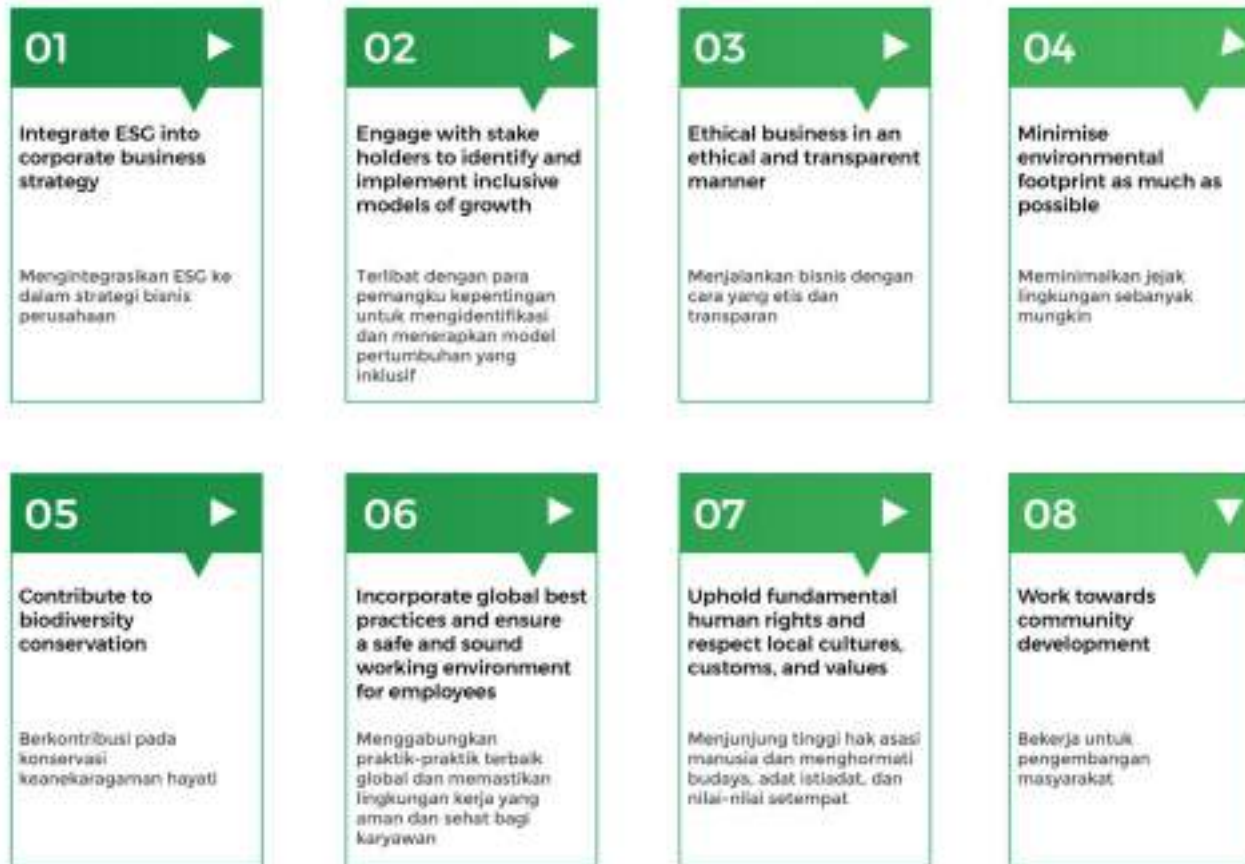 01
Integrate ESG into
corporate business
strategy
Mengintegrasikan ESG ke
dalam strategi bisnis
perusahaan
02
Engage with stake
holders to identify and
implement inclusive
models of growth
Terlibat dengan para
pemangku kepentingan
untuk mengidentifikasi
dan menerapkan model
pertumbuhan yang
inklusif
03
Ethical business in an
ethical and transparent
manner
Menjalankan bisnis dengan
cara yang etis dan
transparan
04
Minimise
environmental
footprint as much as
possible
Meminimalkan jejak
lingkungan sebanyak
mungkin
05
Contribute to
biodiversity
conservation
Berkontribusi pada
konservasi
keanekaragaman hayati
06
Incorporate global best
practices and ensure
a safe and sound
working environment
for employees
Menggabungkan
praktik-praktik terbaik
global dan memastikan
lingkungan kerja yang
aman dan sehat bagi
karyawan
07
Uphold fundamental
human rights and
respect local cultures,
customs, and values
Menjunjung tinggi hak asasi
manusia dan menghormati
budaya, adat istiadat, dan
nilai-nilai setempat
08
Work towards
community
development
Bekerja untuk
pengembangan
masyarakat